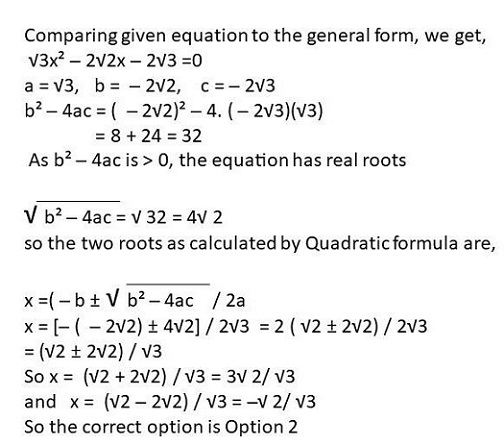 Comparing given equation to the general form, we get,
√3x² – 2√2x – 2√3 =0
a = √3, b = – 2√2, c = – 2√3
b² – 4ac = ( – 2√2)² – 4. (– 2√3)(√3)
= 8 + 24 = 32
As b² – 4ac is > 0, the equation has real roots
√ b² – 4ac = √ 32 = 4√ 2
so the two roots as calculated by Quadratic formula are,
x =( – b ± √ b² – 4ac / 2a
x = [– ( – 2√2) ± 4√2] / 2√3 = 2 ( √2 ± 2√2) / 2√3
= (√2 ± 2√2) / √3
So x = (√2 + 2√2) / √3 = 3√ 2/ √3
and x = (√2 – 2√2) / √3 = –√ 2/ √3
So the correct option is Option 2